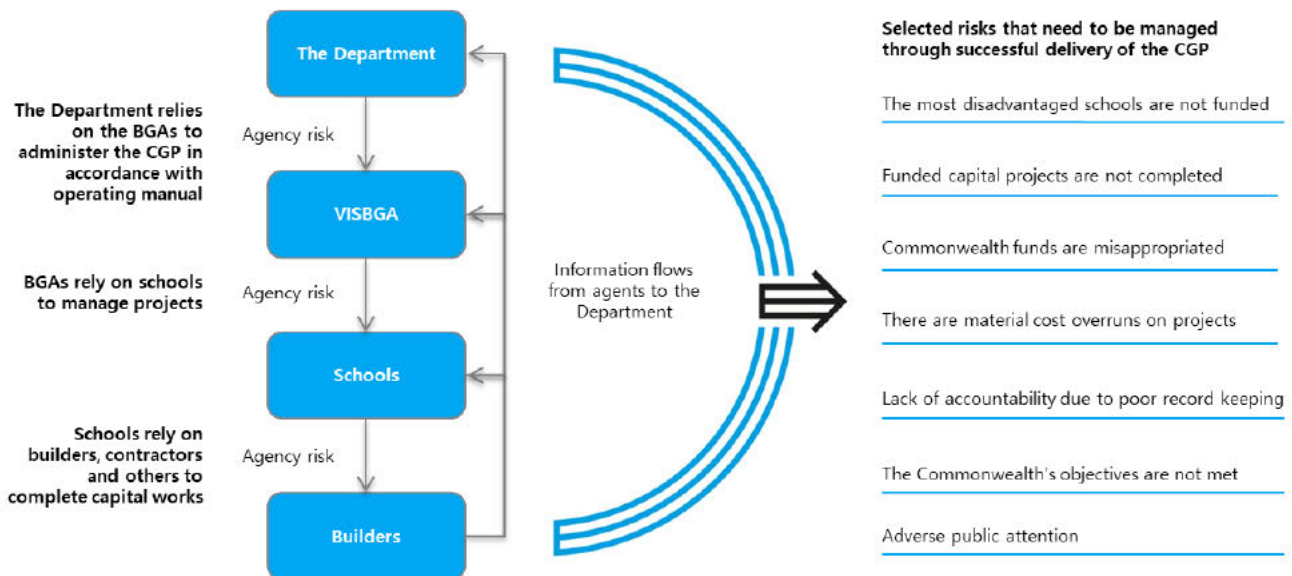 The Department
The Department relies
on the BGAs to
administer the CGP in
accordance with
operating manual
Agency risk
VISBGA
BGAs rely on schools
to manage projects
Agency risk
Schools
Schools rely on
builders, contractors
and others to
complete capital works
Agency risk
Builders
Information flows
from agents to the
Department
Selected risks that need to be managed
through successful delivery of the CGP
The most disadvantaged schools are not funded
Funded capital projects are not completed
Commonwealth funds are misappropriated
There are material cost overruns on projects
Lack of accountability due to poor record keeping
The Commonwealth's objectives are not met
Adverse public attention